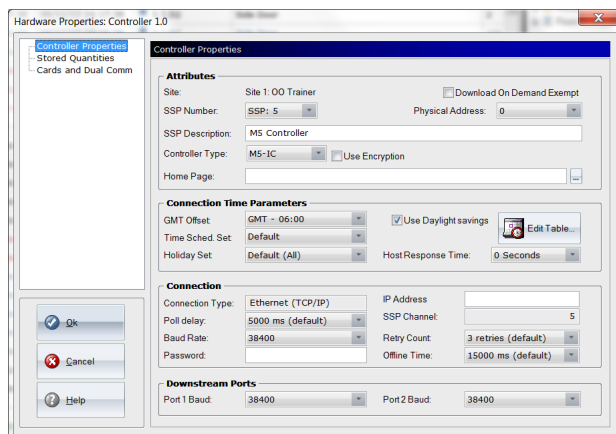 Hardware Properties: Controller 1.0
Controller Properties
Stored Quantities
Cards and Dual Comm
Ok
Cancel
Help
Controller Properties
Attributes
Site: Site 1: OO Trainer Download On Demand Exempt
SSP Number: SSP: 5 Physical Address: 0
SSP Description: M5 Controller
Controller Type: M5-IC Use Encryption
Home Page: ...
Connection Time Parameters
GMT Offset: GMT - 06:00 Use Daylight savings Edit Table...
Time Sched. Set: Default
Holiday Set: Default (All) Host Response Time: 0 Seconds
Connection
Connection Type: Ethernet (TCP/IP) IP Address
Poll delay: 5000 ms (default) SSP Channel: 5
Baud Rate: 38400 Retry Count: 3 retries (default)
Password: Offline Time: 15000 ms (default)
Downstream Ports
Port 1 Baud: 38400 Port 2 Baud: 38400